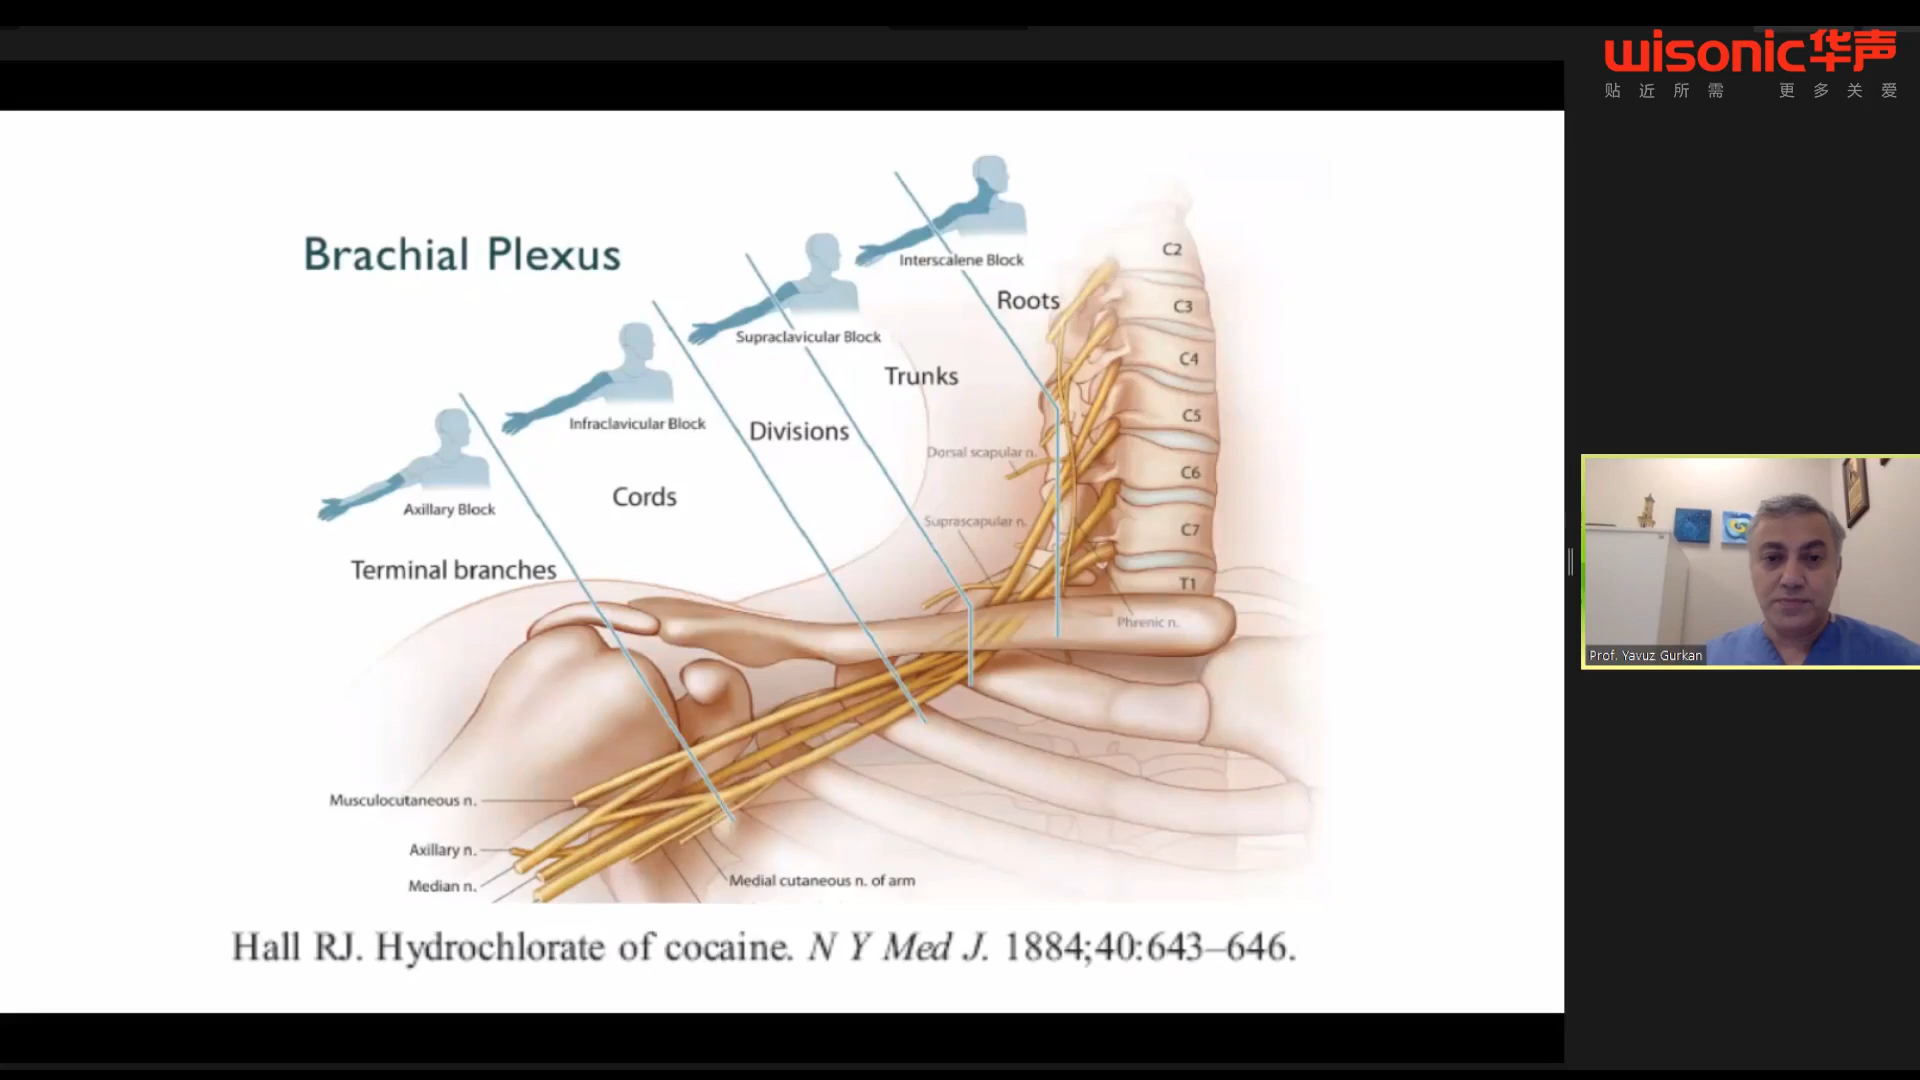 wisonic华声
贴近所需 更多关爱
Brachial Plexus
Interscalene Block
Roots
Supraclavicular Block
Trunks
Infraclavicular Block
Divisions
Axillary Block
Cords
Terminal branches
C2
C3
C4
C5
C6
C7
T1
Dorsal scapular n.
Suprascapular n.
Phrenic n.
Musculocutaneous n.
Axillary n.
Median n.
Medial cutaneous n. of arm
Hall RJ. Hydrochlorate of cocaine. N Y Med J. 1884;40:643–646.
Prof. Yavuz Gurkan